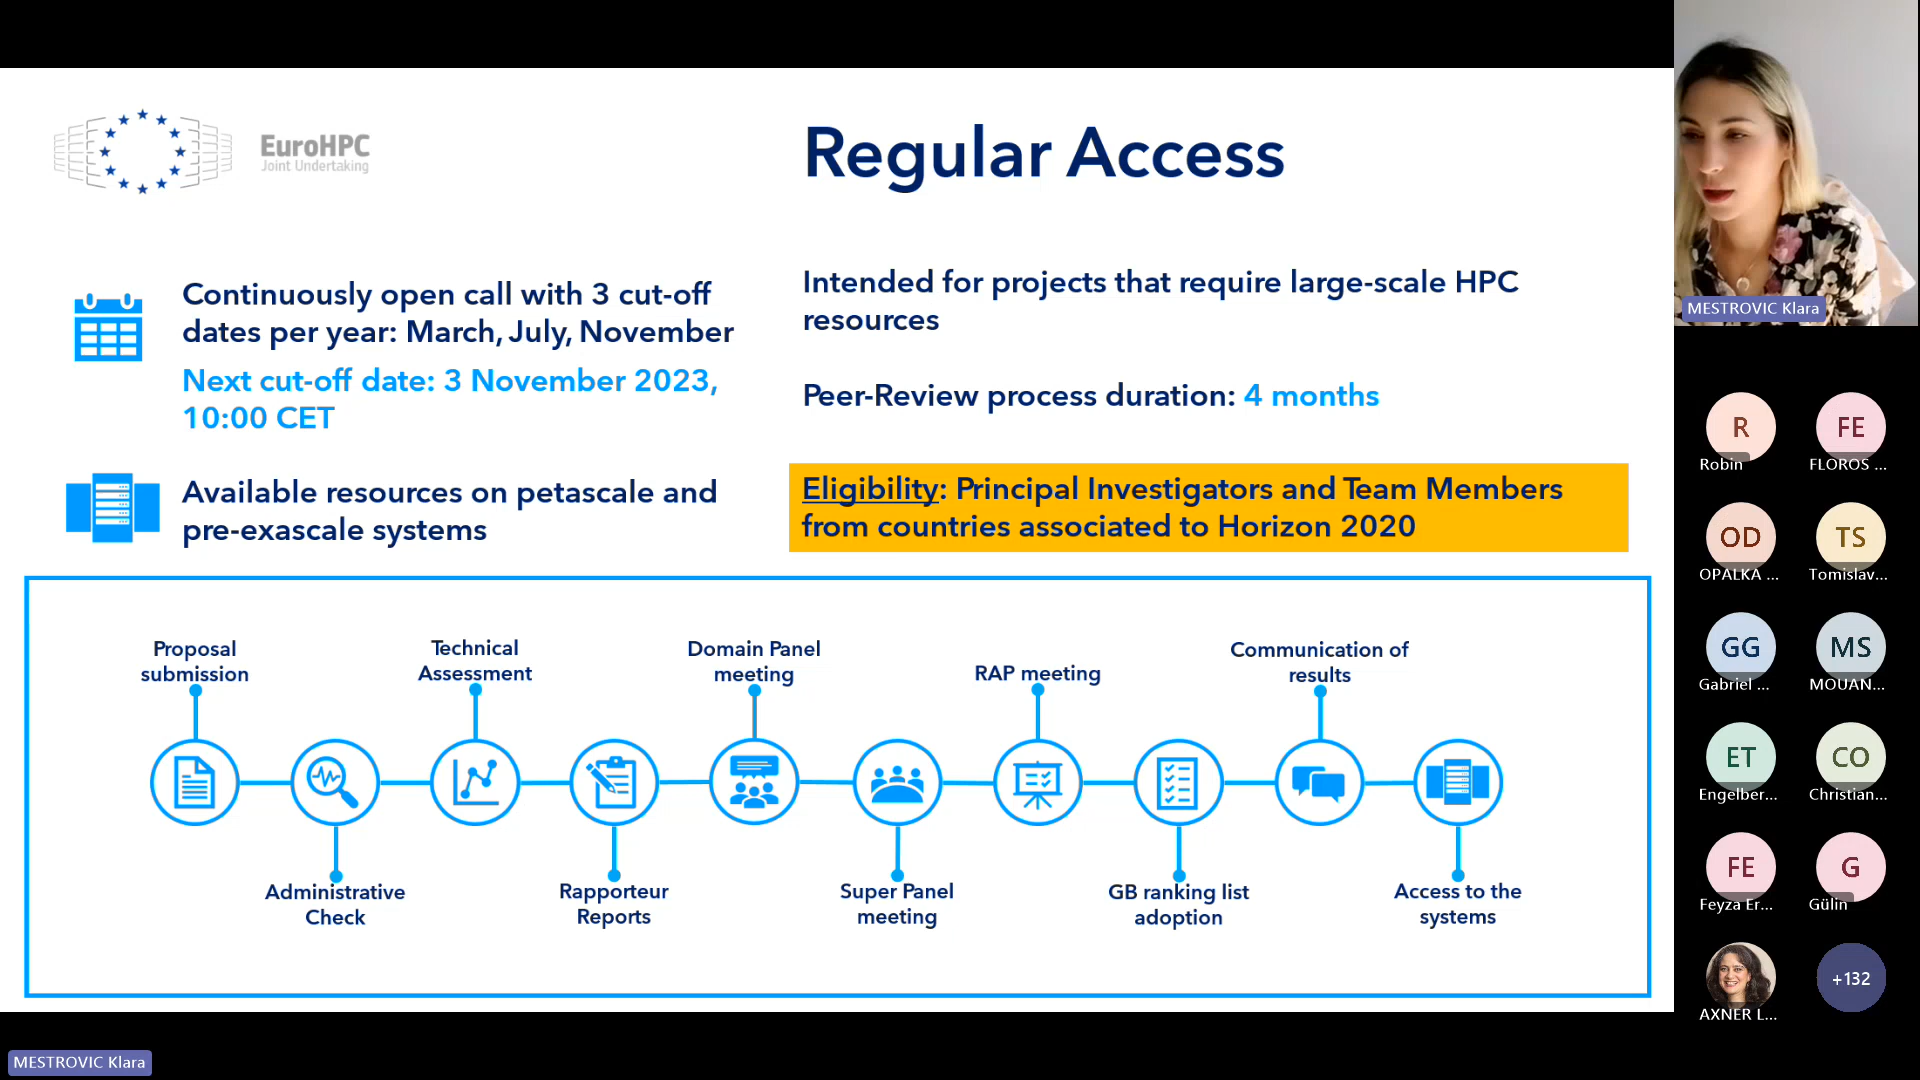 EuroHPC
Joint Undertaking
Regular Access
Continuously open call with 3 cut-off
dates per year: March, July, November
Next cut-off date: 3 November 2023,
10:00 CET
Available resources on petascale and
pre-exascale systems
Intended for projects that require large-scale HPC
resources
Peer-Review process duration: 4 months
Eligibility: Principal Investigators and Team Members
from countries associated to Horizon 2020
Proposal
submission
Administrative
Check
Technical
Assessment
Rapporteur
Reports
Domain Panel
meeting
Super Panel
meeting
RAP meeting
GB ranking list
adoption
Communication of
results
Access to the
systems
MESTROVIC Klara
MESTROVIC Klara
R
Robin
FE
FLOROS ...
OD
OPALKA ...
TS
Tomislav...
GG
Gabriel ...
MS
MOUAN...
ET
Engelber...
CO
Christian...
FE
Feyza Er...
G
Gülin
AXNER L...
+132